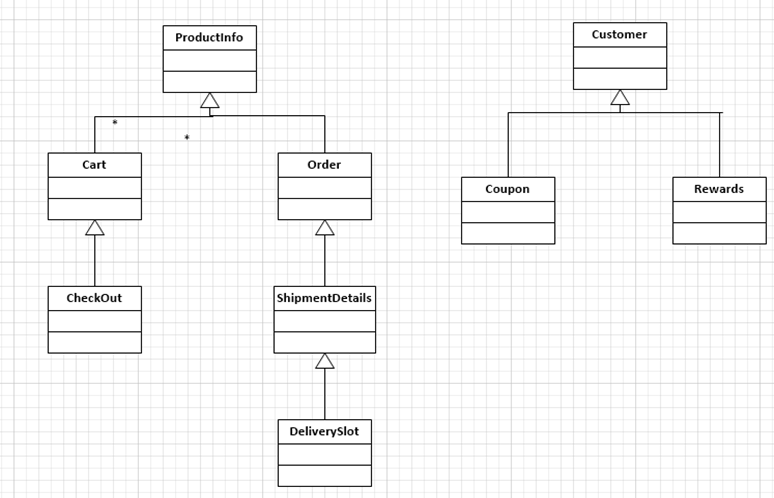 ProductInfo
Customer
*
*
Cart
Order
Coupon
Rewards
CheckOut
ShipmentDetails
DeliverySlot